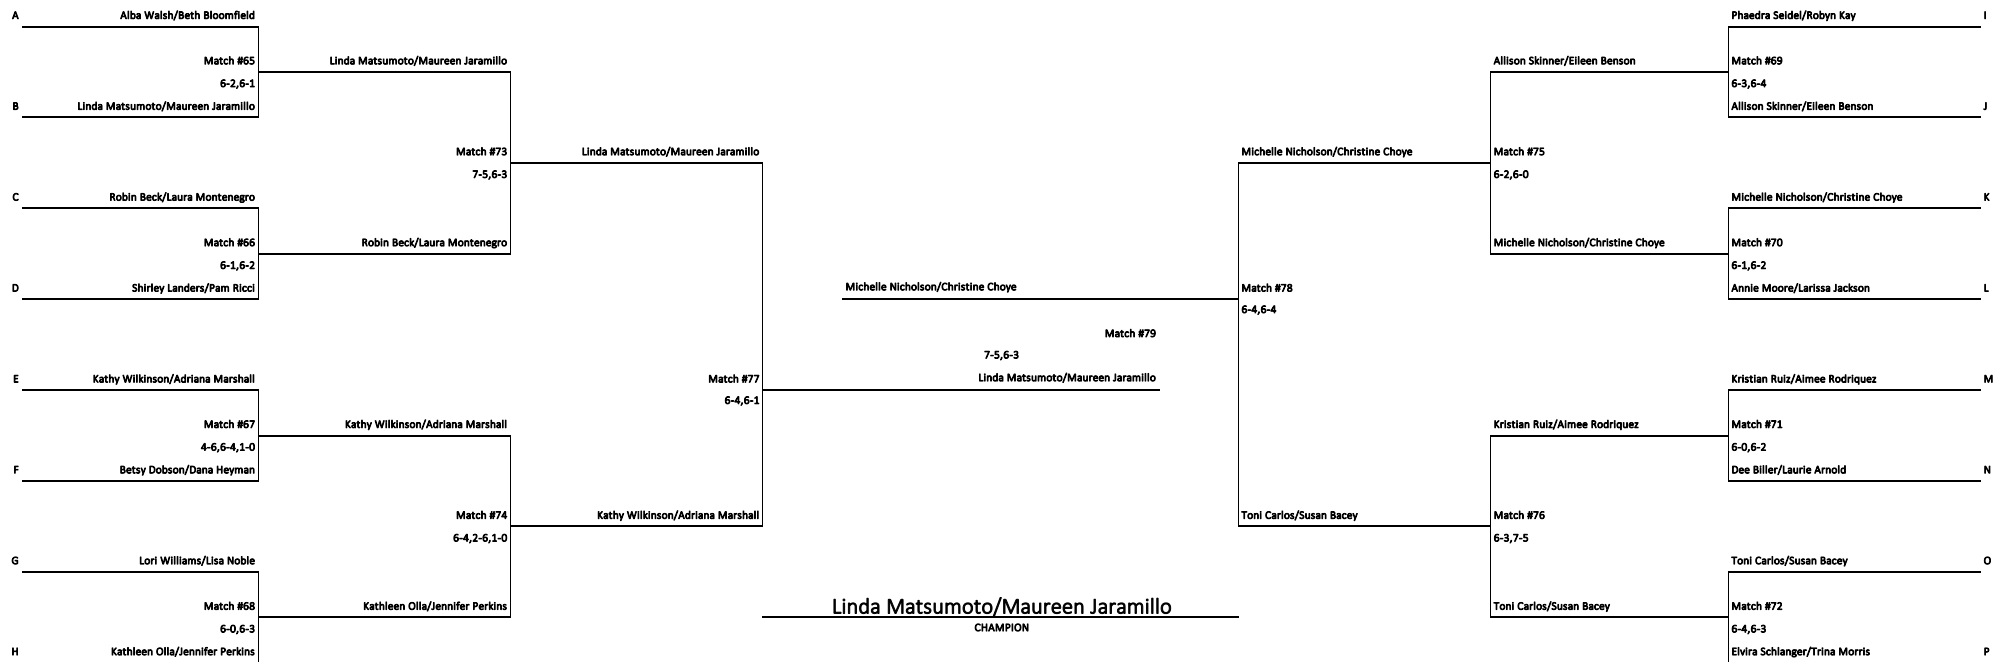 A Alba Walsh/Beth Bloomfield Phaedra Seidel/Robyn Kay I
Match #65 Linda Matsumoto/Maureen Jaramillo Allison Skinner/Eileen Benson Match #69
6-2,6-1 6-3,6-4
B Linda Matsumoto/Maureen Jaramillo Allison Skinner/Eileen Benson J
Match #73 Linda Matsumoto/Maureen Jaramillo Michelle Nicholson/Christine Choye Match #75
7-5,6-3 6-2,6-0
C Robin Beck/Laura Montenegro Michelle Nicholson/Christine Choye K
Match #66 Robin Beck/Laura Montenegro Michelle Nicholson/Christine Choye Match #70
6-1,6-2 6-1,6-2
D Shirley Landers/Pam Ricci Michelle Nicholson/Christine Choye Match #78 Annie Moore/Larissa Jackson L
6-4,6-4
Match #79
7-5,6-3
E Kathy Wilkinson/Adriana Marshall Match #77 Linda Matsumoto/Maureen Jaramillo Kristian Ruiz/Aimee Rodriquez M
6-4,6-1
Match #67 Kathy Wilkinson/Adriana Marshall Kristian Ruiz/Aimee Rodriquez Match #71
4-6,6-4,1-0 6-0,6-2
F Betsy Dobson/Dana Heyman Dee Biller/Laurie Arnold N
Match #74 Kathy Wilkinson/Adriana Marshall Toni Carlos/Susan Bacey Match #76
6-4,2-6,1-0 6-3,7-5
G Lori Williams/Lisa Noble Toni Carlos/Susan Bacey O
Match #68 Kathleen Olla/Jennifer Perkins Linda Matsumoto/Maureen Jaramillo Toni Carlos/Susan Bacey Match #72
6-0,6-3 CHAMPION 6-4,6-3
H Kathleen Olla/Jennifer Perkins Elvira Schlanger/Trina Morris P